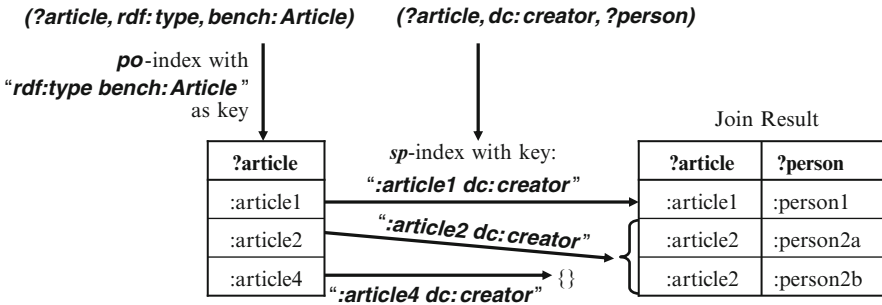 (?article, rdf:type, bench:Article)
(?article, dc:creator, ?person)
po-index with
“rdf:type bench:Article”
as key
sp-index with key:
Join Result
?article
:article1
:article2
:article4
“:article1 dc:creator”
“:article2 dc:creator”
“:article4 dc:creator”
{}
?article ?person
:article1 :person1
:article2 :person2a
:article2 :person2b